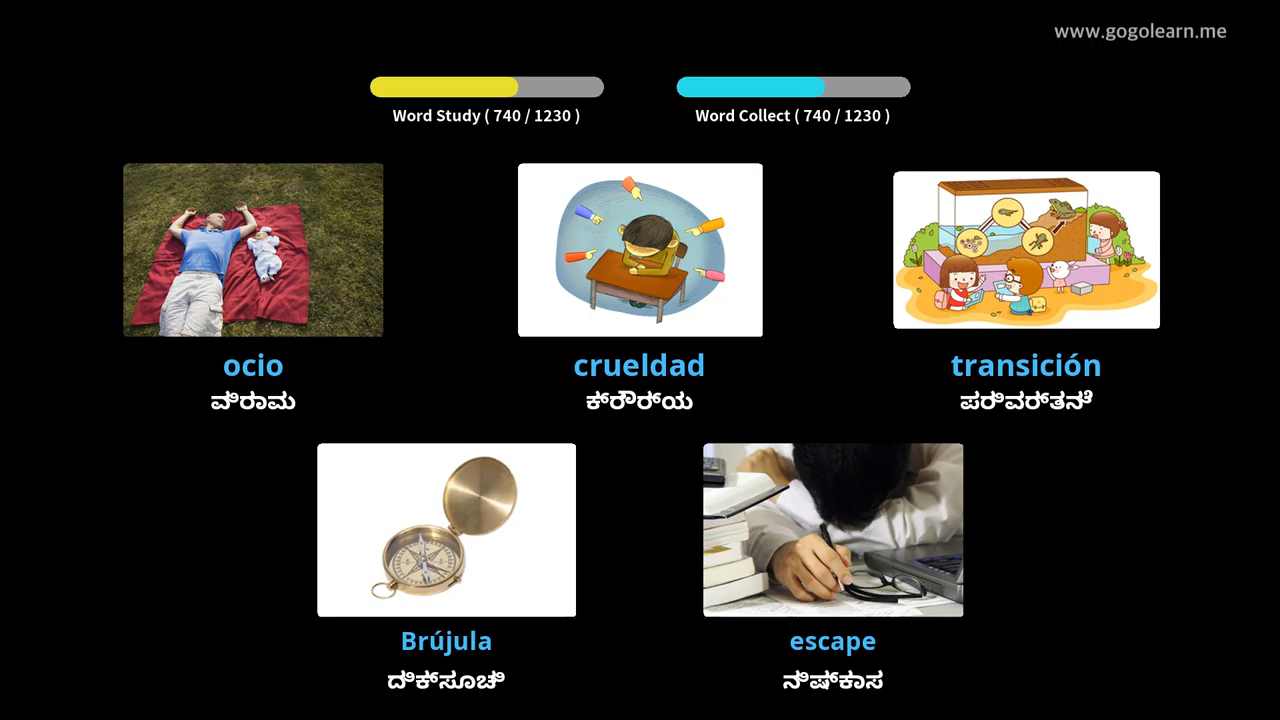 www.gogolearn.me
Word Study ( 740 / 1230 )
Word Collect ( 740 / 1230 )
ocio
ವಿರಾಮ
crueldad
ಕ್ರೌರ್ಯ
transición
ಪರಿವರ್ತನೆ
Brújula
ದಿಕ್ಸೂಚಿ
escape
ನಿಷ್ಕಾಸ